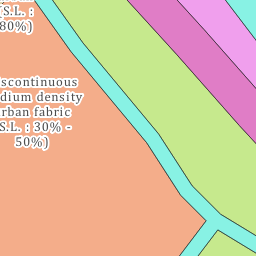 (S.L. :
80%)
scontinuous
dium density
rban fabric
S.L. : 30% -
50%)